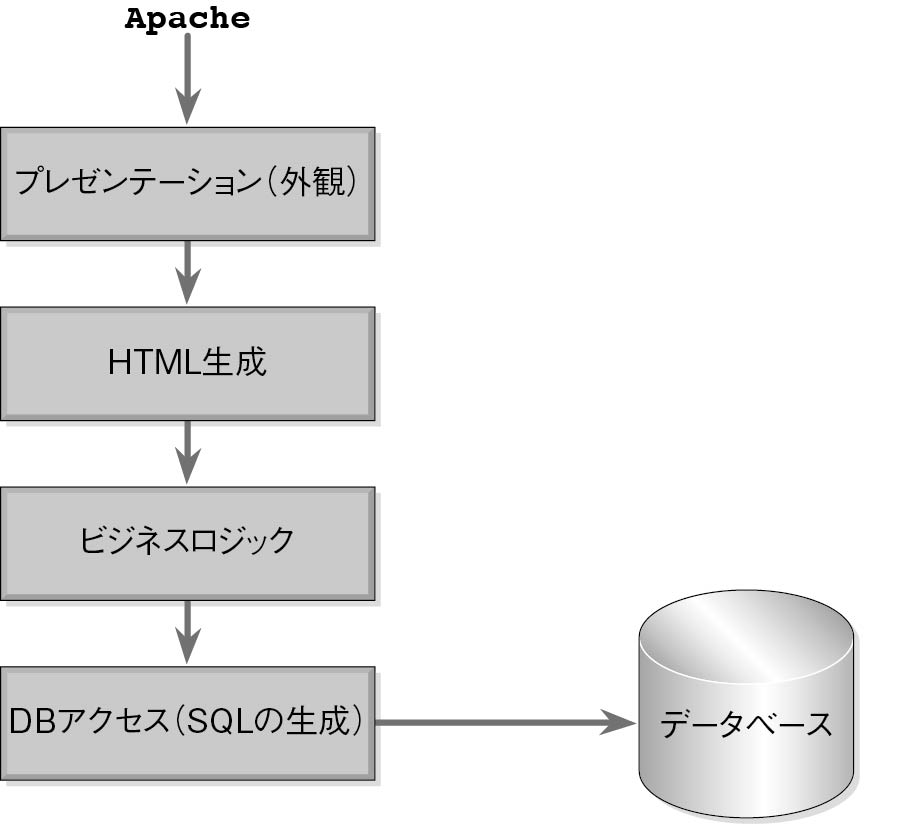 Apache
プレゼンテーション（外観）
HTML生成
ビジネスロジック
DBアクセス（SQLの生成）
データベース